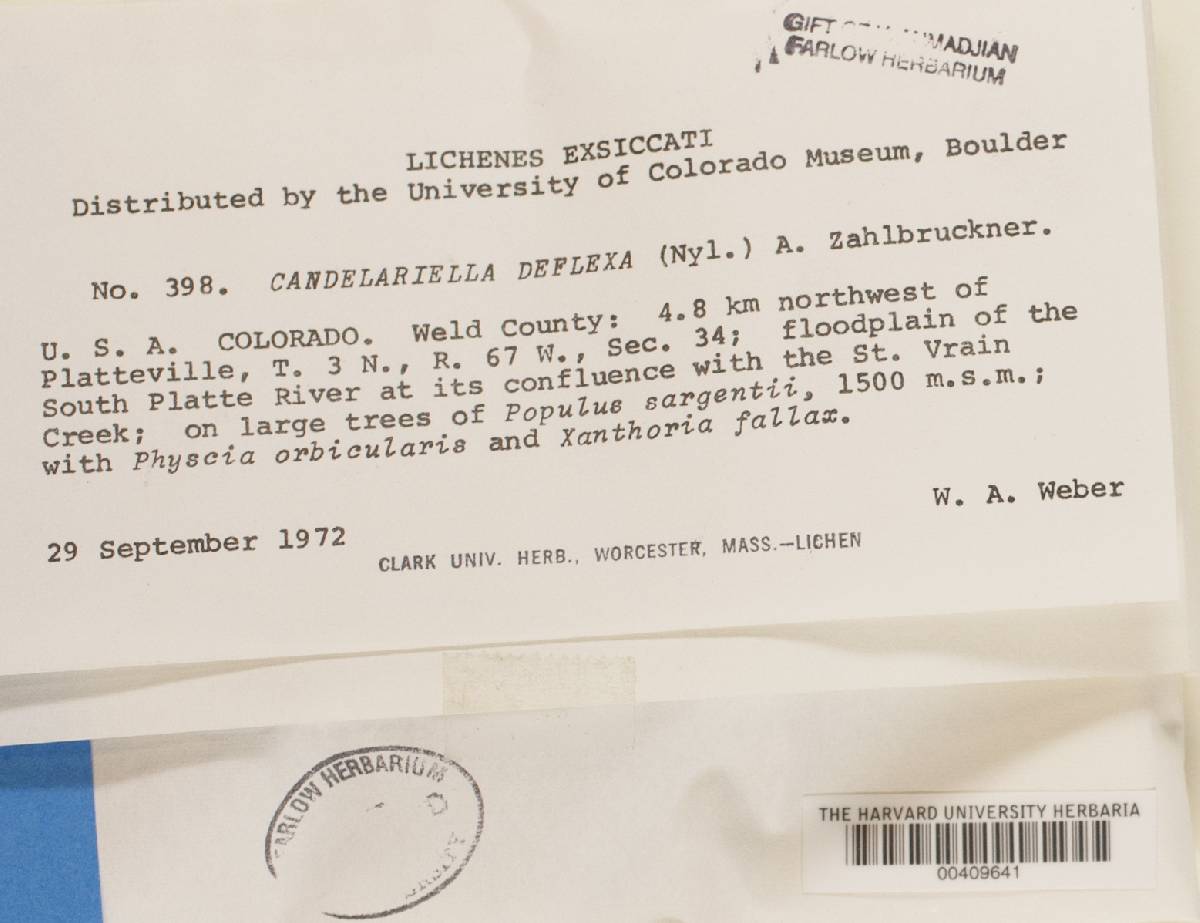 GIFT MADJIAN
FARLOW HERBARIUM
LICHENES EXSICCATI
Distributed by the University of Colorado Museum, Boulder
No. 398. CANDELARIELLA DEFLEXA (Nyl.) A. Zahlbruckner.
U. S. A. COLORADO. Weld County: 4.8 km northwest of
Platteville, T. 3 N., R. 67 W., Sec. 34; floodplain of the
South Platte River at its confluence with the St. Vrain
Creek; on large trees of Populus sargentii, 1500 m.s.m.;
with Physcia orbicularis and Xanthoria fallax.
W. A. Weber
29 September 1972
CLARK UNIV. HERB., WORCESTER, MASS.—LICHEN
FARLOW HERBARIUM
THE HARVARD UNIVERSITY HERBARIA
00409641